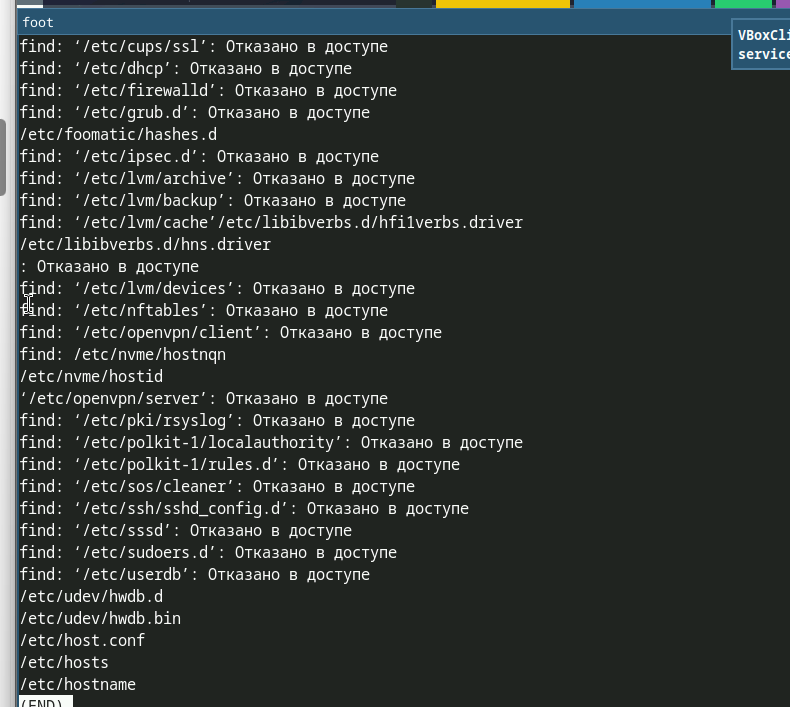 foot
VBoxCli
service
find: ‘/etc/cups/ssl’: Отказано в доступе
find: ‘/etc/dhcp’: Отказано в доступе
find: ‘/etc/firewalld’: Отказано в доступе
find: ‘/etc/grub.d’: Отказано в доступе
/etc/foomatic/hashes.d
find: ‘/etc/ipsec.d’: Отказано в доступе
find: ‘/etc/lvm/archive’: Отказано в доступе
find: ‘/etc/lvm/backup’: Отказано в доступе
find: ‘/etc/lvm/cache’/etc/libibverbs.d/hfi1verbs.driver
/etc/libibverbs.d/hns.driver
: Отказано в доступе
find: ‘/etc/lvm/devices’: Отказано в доступе
find: ‘/etc/nftables’: Отказано в доступе
find: ‘/etc/openvpn/client’: Отказано в доступе
find: /etc/nvme/hostnqn
/etc/nvme/hostid
‘/etc/openvpn/server’: Отказано в доступе
find: ‘/etc/pki/rsyslog’: Отказано в доступе
find: ‘/etc/polkit-1/localauthority’: Отказано в доступе
find: ‘/etc/polkit-1/rules.d’: Отказано в доступе
find: ‘/etc/sos/cleaner’: Отказано в доступе
find: ‘/etc/ssh/sshd_config.d’: Отказано в доступе
find: ‘/etc/sssd’: Отказано в доступе
find: ‘/etc/sudoers.d’: Отказано в доступе
find: ‘/etc/userdb’: Отказано в доступе
/etc/udev/hwdb.d
/etc/udev/hwdb.bin
/etc/host.conf
/etc/hosts
/etc/hostname
(END)